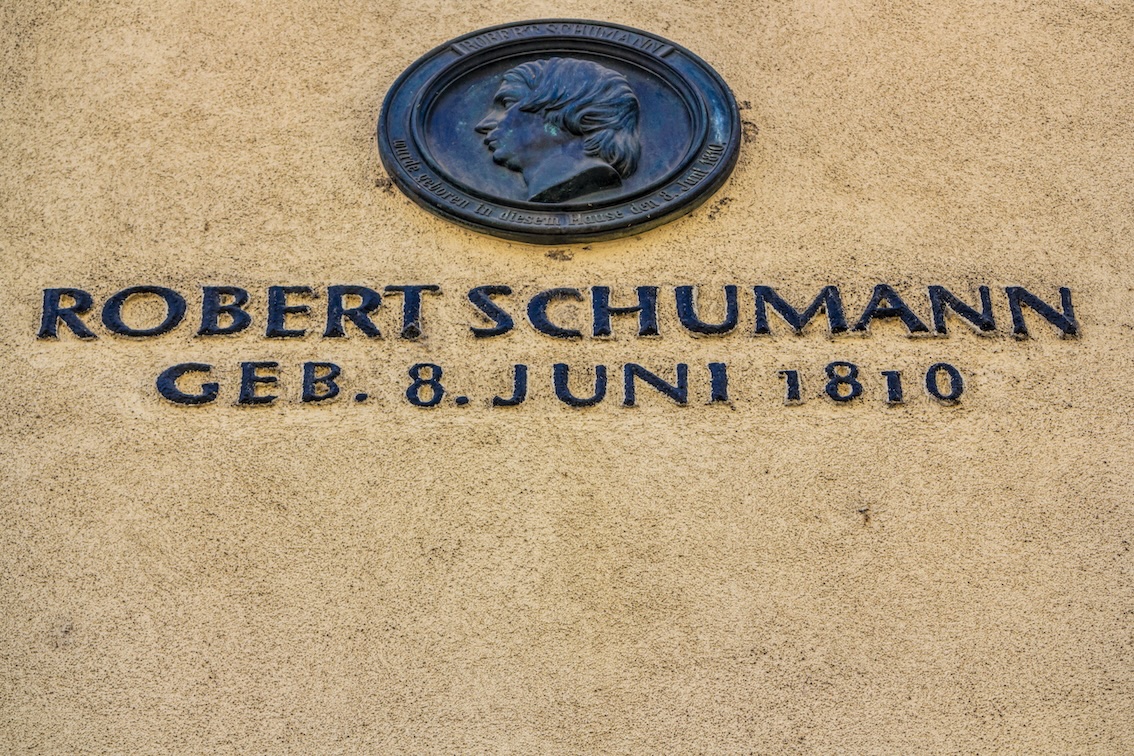 ROBERT SCHUMANN
wurde geboren in diesem Hause den 8. Juni 1810.
ROBERT SCHUMANN
GEB. 8. JUNI 1810